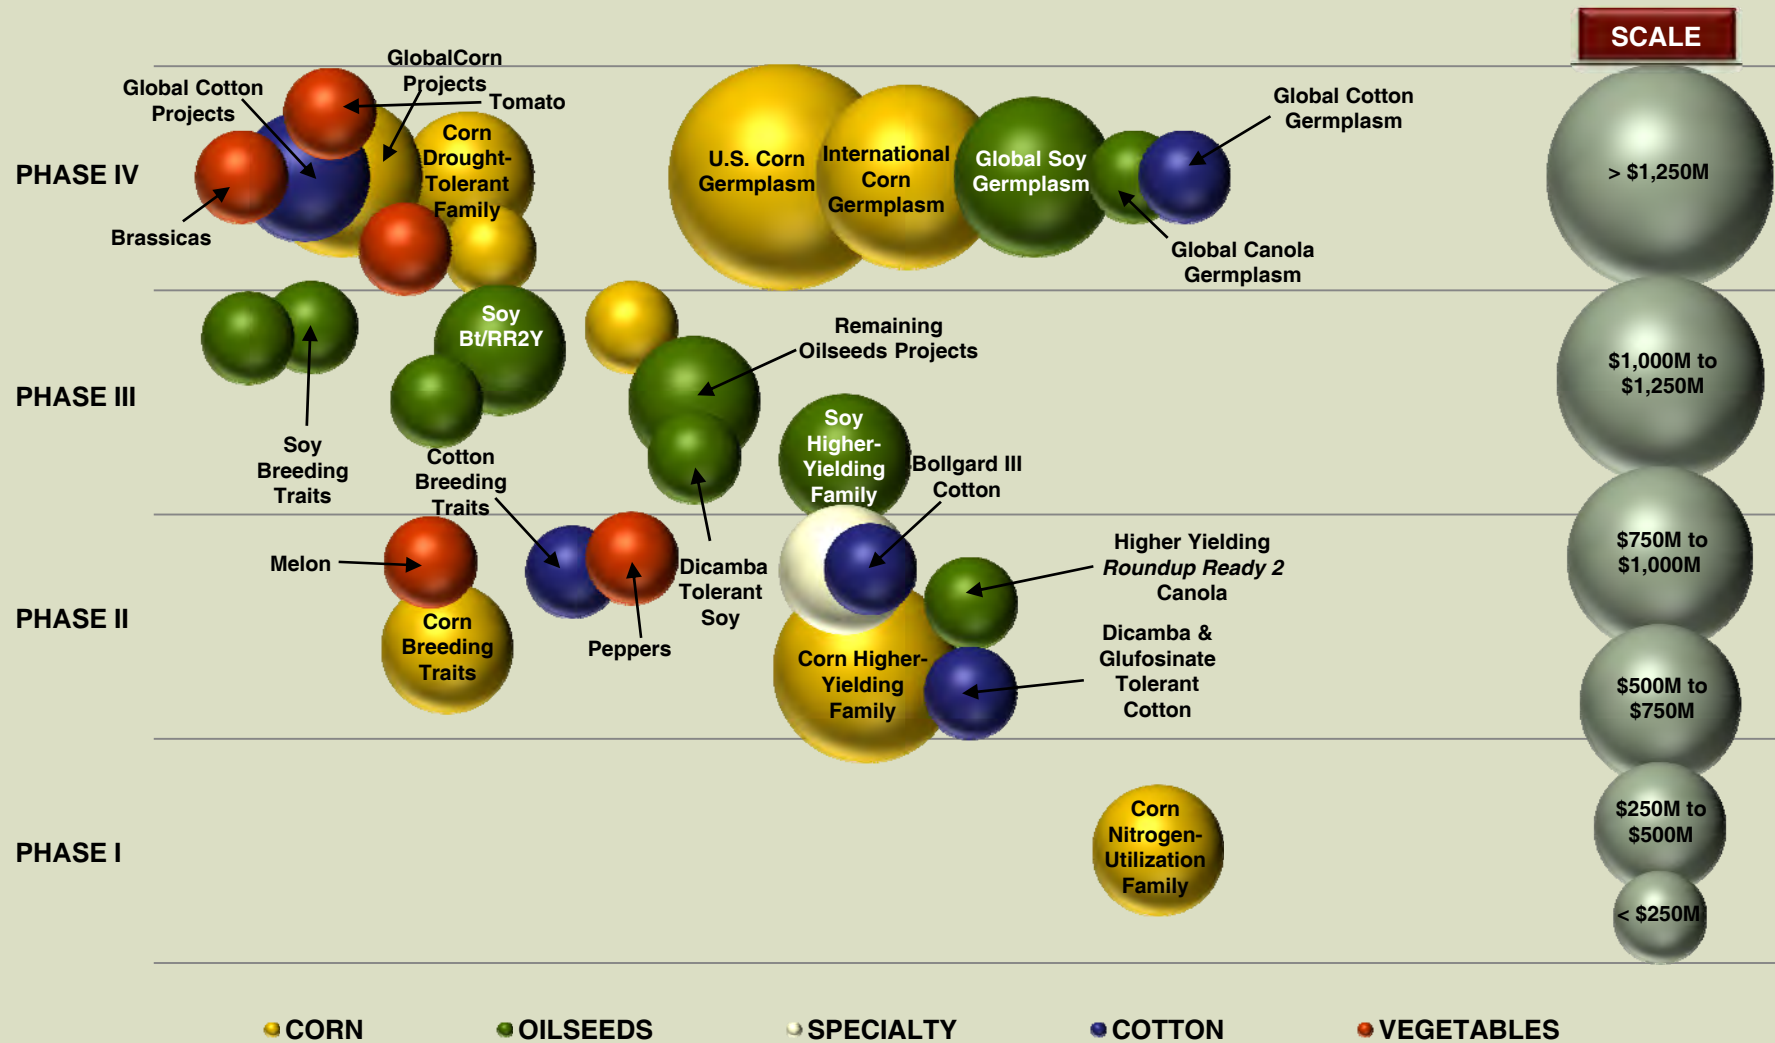 SCALE
GlobalCorn
Projects
Global Cotton
Projects
Tomato
Corn
Drought-
Tolerant
Family
Brassicas
PHASE IV
U.S. Corn
Germplasm
International
Corn
Germplasm
Global Soy
Germplasm
Global Cotton
Germplasm
Global Canola
Germplasm
> $1,250M
PHASE III
Soy
Bt/RR2Y
Remaining
Oilseeds Projects
Soy
Breeding
Traits
Cotton
Breeding
Traits
Soy
Higher-
Yielding
Family
Bollgard III
Cotton
$1,000M to
$1,250M
PHASE II
Melon
Corn
Breeding
Traits
Peppers
Dicamba
Tolerant
Soy
Corn Higher-
Yielding
Family
Higher Yielding
Roundup Ready 2
Canola
Dicamba &
Glufosinate
Tolerant
Cotton
$750M to
$1,000M
$500M to
$750M
PHASE I
Corn
Nitrogen-
Utilization
Family
$250M to
$500M
< $250M
CORN
OILSEEDS
SPECIALTY
COTTON
VEGETABLES